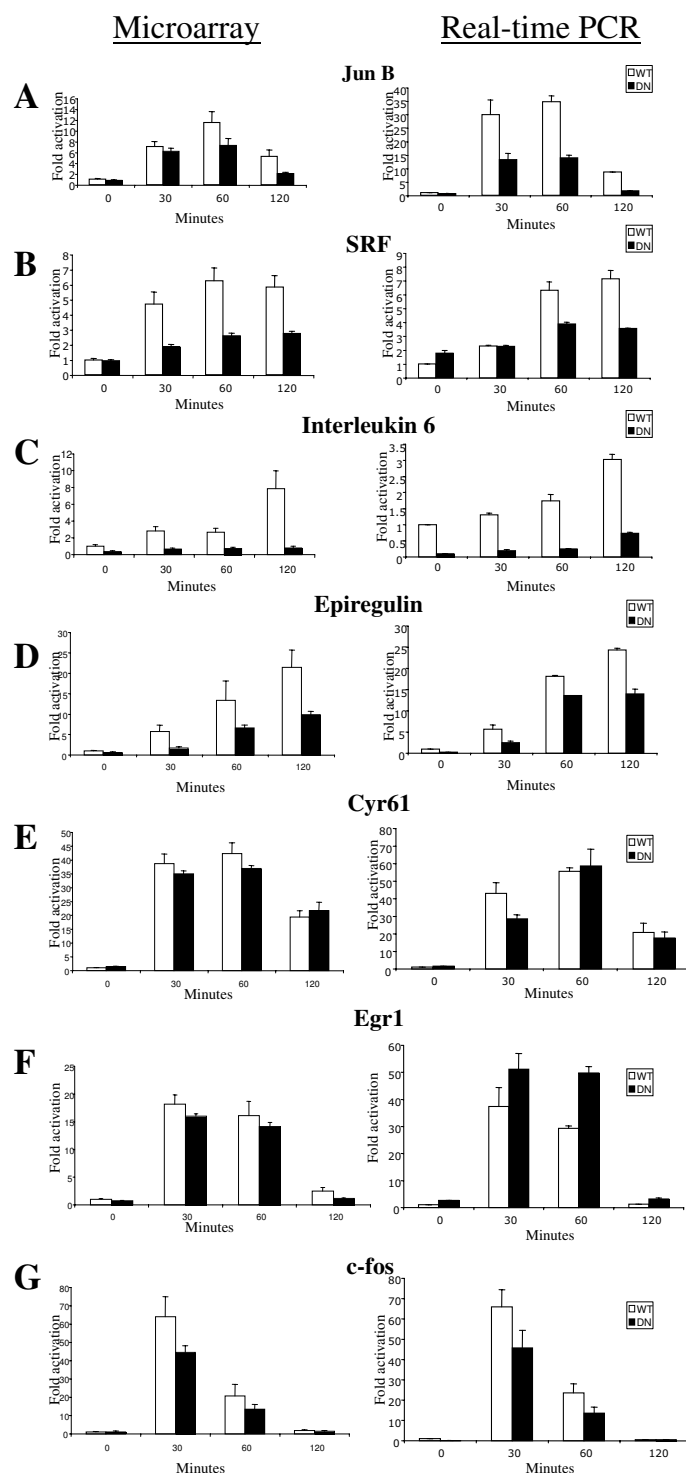 Microarray
Real-time PCR
Jun B
A
Fold activation
16
14
12
10
8
6
4
2
0
0 30 60 120
Minutes
WT
DN
Fold activation
35
30
25
15
10
5
0
0 30 60 120
Minutes
SRF
B
Fold activation
8
7
6
5
4
3
2
1
0
0 30 60 120
Minutes
WT
DN
Fold activation
9
7
6
4
2
1
0
0 30 60 120
Minutes
Interleukin 6
C
Fold activation
12
10
8
6
4
2
0
0 30 60 120
Minutes
WT
DN
Fold activation
3.5
3
2.5
2
1.5
1
0.5
0
0 30 60 120
Minutes
Epiregulin
D
Fold activation
30
25
20
15
10
5
0
0 30 60 120
Minutes
WT
DN
Fold activation
30
25
20
15
10
5
0
0 30 60 120
Minutes
Cyr61
E
Fold activation
50
45
40
35
30
25
20
15
10
5
0
0 30 60 120
Minutes
WT
DN
Fold activation
80
70
60
50
40
30
20
10
0
0 30 60 120
Minutes
Egr1
F
Fold activation
25
20
15
10
5
0
0 30 60 120
Minutes
WT
DN
Fold activation
60
50
40
30
20
10
0
0 30 60 120
Minutes
c-fos
G
Fold activation
80
70
60
50
40
30
20
10
0
0 30 60 120
Minutes
WT
DN
Fold activation
80
70
60
50
40
30
20
10
0
0 30 60 120
Minutes